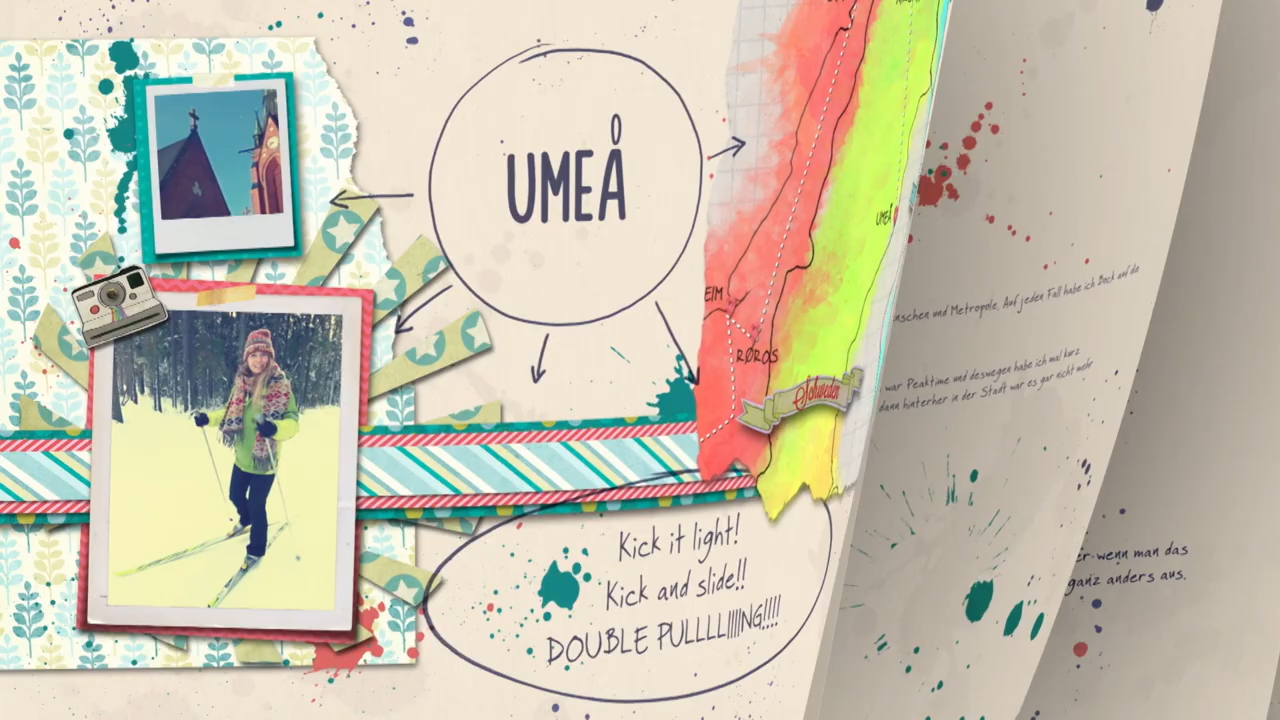 UMEÅ
UMEÅ
EIM
RØROS
Schweden
Kick it light!
Kick and slide!!
DOUBLE PULLLLIIIING!!!!
nschen und Metropole. Auf jeden Fall habe ich Bock auf die
war Peaktime und deswegen habe ich mal kurz
dann hinterher in der Stadt war es gar nicht mehr
er wenn man das
ganz anders aus.